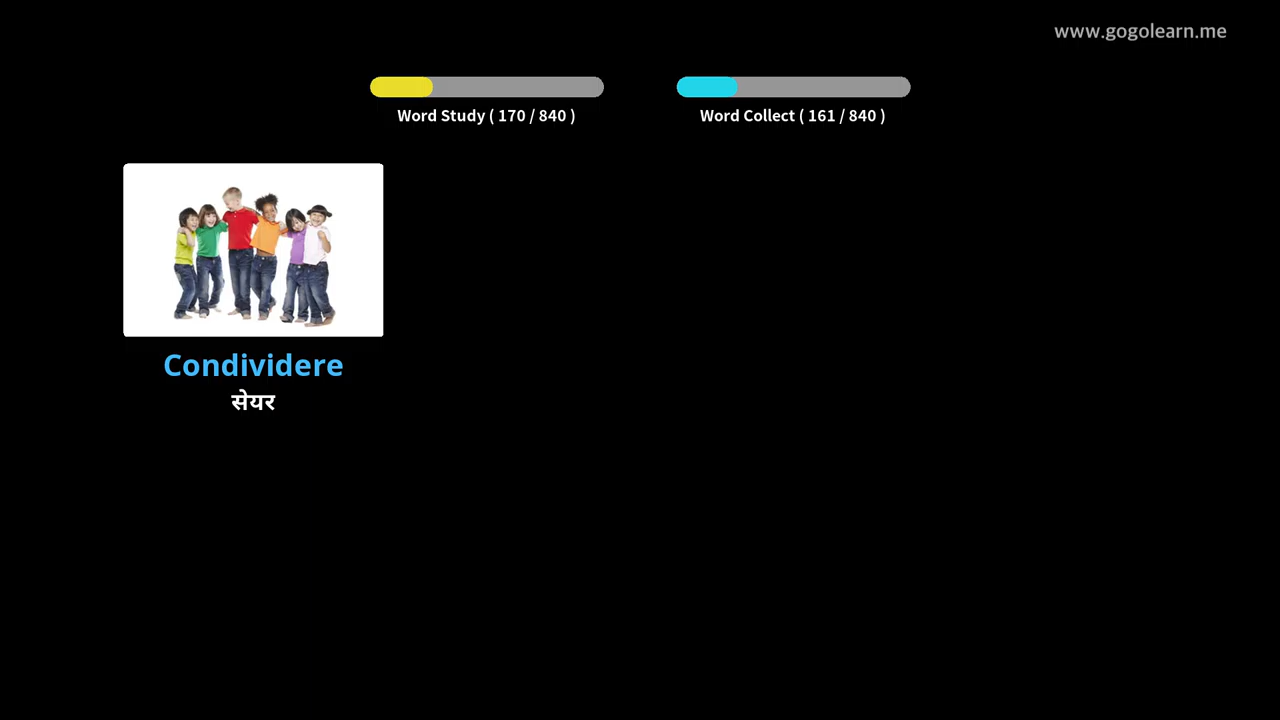 www.gogolearn.me
Word Study ( 170 / 840 )
Word Collect ( 161 / 840 )
Condividere
सेयर